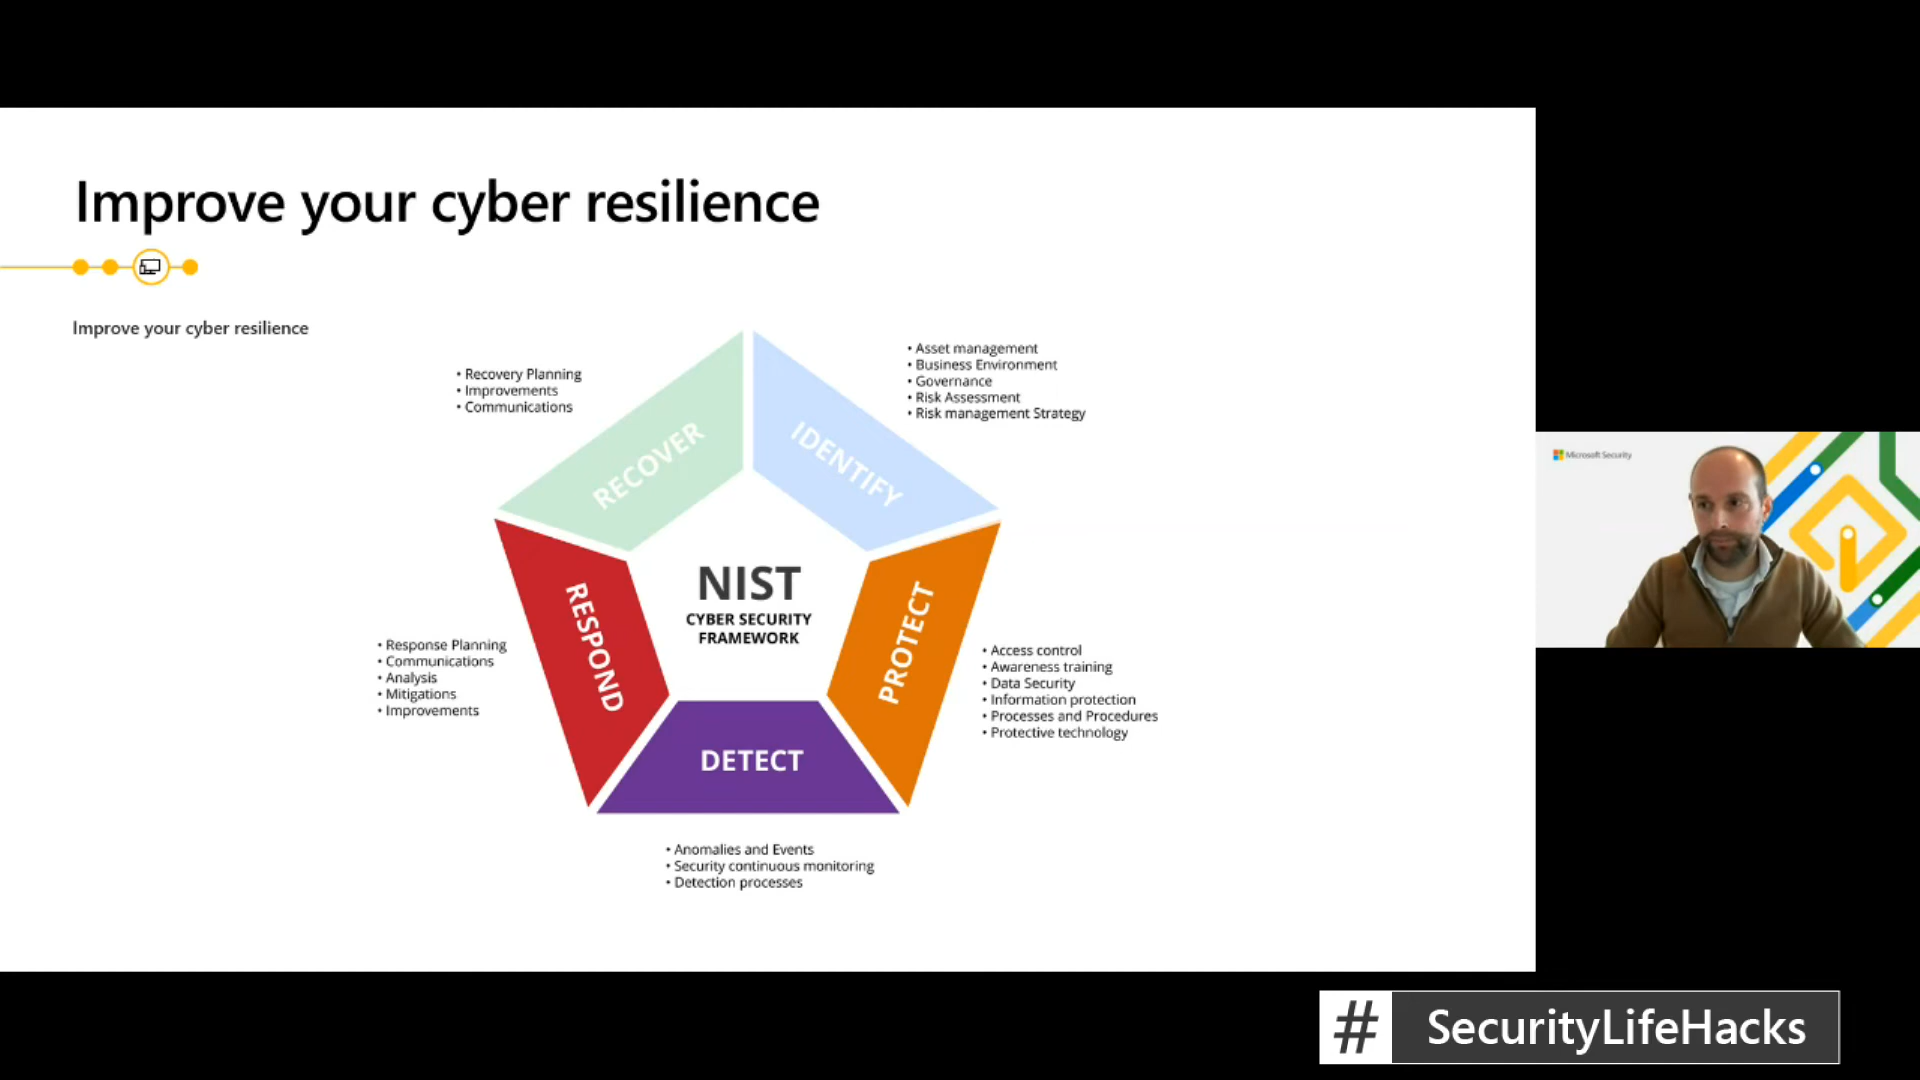 Improve your cyber resilience
Improve your cyber resilience
• Recovery Planning
• Improvements
• Communications
• Asset management
• Business Environment
• Governance
• Risk Assessment
• Risk management Strategy
RECOVER
IDENTIFY
NIST
CYBER SECURITY
FRAMEWORK
RESPOND
PROTECT
• Response Planning
• Communications
• Analysis
• Mitigations
• Improvements
• Access control
• Awareness training
• Data Security
• Information protection
• Processes and Procedures
• Protective technology
DETECT
• Anomalies and Events
• Security continuous monitoring
• Detection processes
Microsoft Security
# SecurityLifeHacks